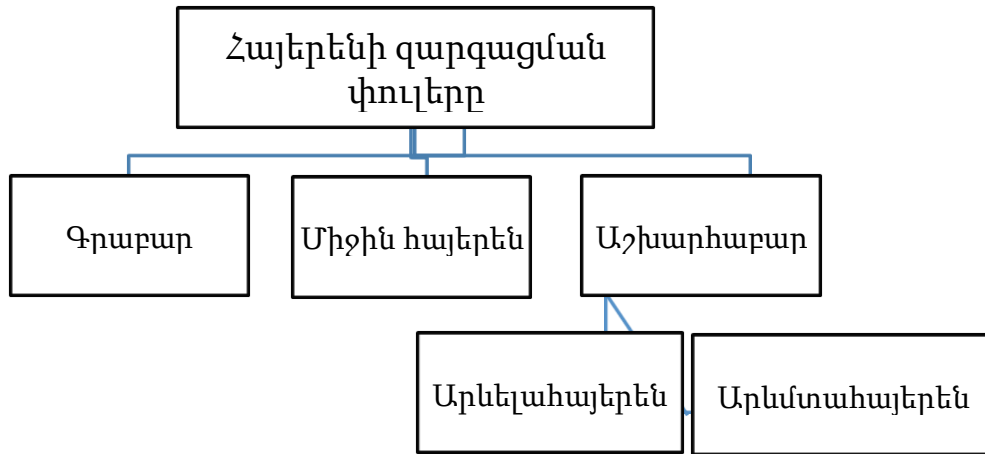 Հայերենի զարգացման
փուլերը
Գրաբար
Միջին հայերեն
Աշխարհաբար
Արևելահայերեն
Արևմտահայերեն